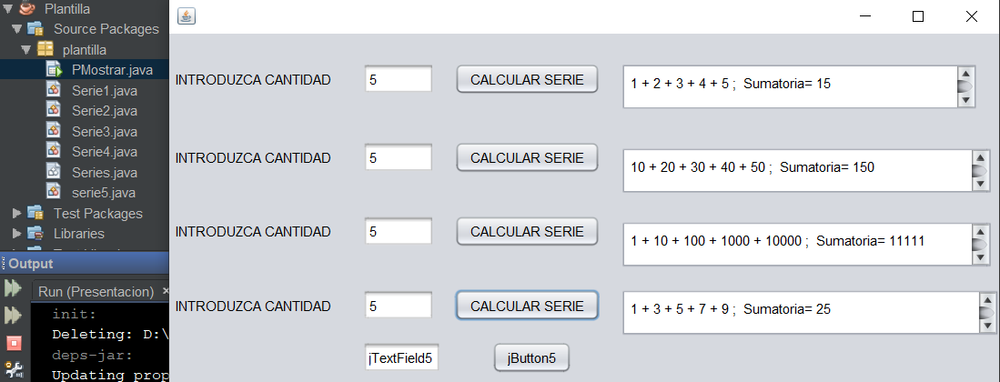 Plantilla
Source Packages
plantilla
PMostrar.java
Serie1.java
Serie2.java
Serie3.java
Serie4.java
Series.java
serie5.java
Test Packages
Libraries
Output
Run (Presentacion) ×
init:
Deleting: D:\
deps-jar:
Updating prop
INTRODUZCA CANTIDAD 5 CALCULAR SERIE 1 + 2 + 3 + 4 + 5 ; Sumatoria= 15
INTRODUZCA CANTIDAD 5 CALCULAR SERIE 10 + 20 + 30 + 40 + 50 ; Sumatoria= 150
INTRODUZCA CANTIDAD 5 CALCULAR SERIE 1 + 10 + 100 + 1000 + 10000 ; Sumatoria= 11111
INTRODUZCA CANTIDAD 5 CALCULAR SERIE 1 + 3 + 5 + 7 + 9 ; Sumatoria= 25
jTextField5 jButton5